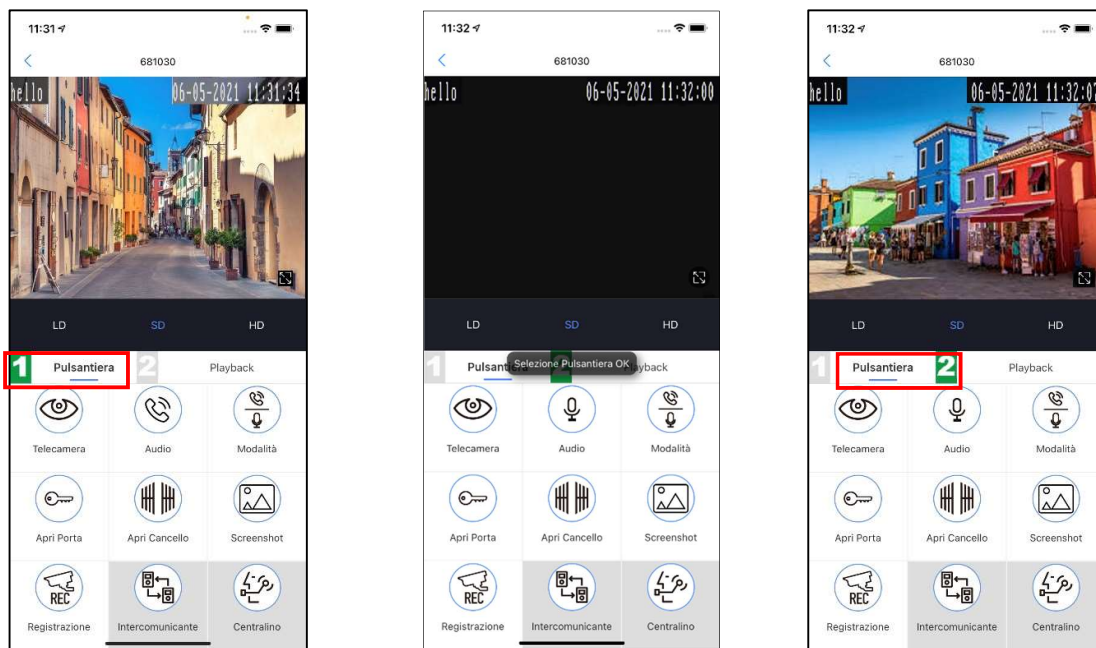 11:31
681030
hello 06-05-2021 11:31:34
LD SD HD
1 Pulsantiera 2 Playback
Telecamera Audio Modalità
Apri Porta Apri Cancello Screenshot
REC
Registrazione Intercomunicante Centralino
11:32
681030
hello 06-05-2021 11:32:00
LD SD HD
Selezione Pulsantiera OK
1 2
Telecamera Audio Modalità
Apri Porta Apri Cancello Screenshot
REC
Registrazione Intercomunicante Centralino
11:32
681030
hello 06-05-2021 11:32:07
LD SD HD
1 Pulsantiera 2 Playback
Telecamera Audio Modalità
Apri Porta Apri Cancello Screenshot
REC
Registrazione Intercomunicante Centralino